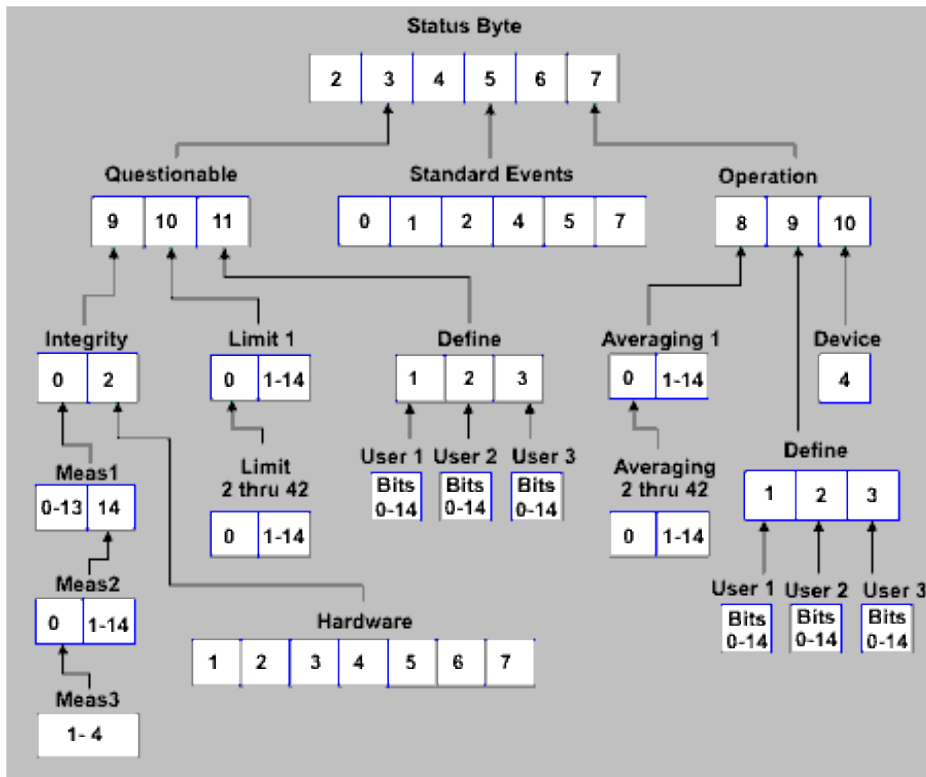 Status Byte
2 3 4 5 6 7
Questionable
9 10 11
Standard Events
0 1 2 4 5 7
Operation
8 9 10
Integrity
0 2
Limit 1
0 1-14
Define
1 2 3
Averaging 1
0 1-14
Device
4
Meas1
0-13 14
Limit
2 thru 42
0 1-14
User 1 User 2 User 3
Bits Bits Bits
0-14 0-14 0-14
Averaging
2 thru 42
0 1-14
Define
1 2 3
User 1 User 2 User 3
Bits Bits Bits
0-14 0-14 0-14
Meas2
0 1-14
Hardware
1 2 3 4 5 6 7
Meas3
1- 4